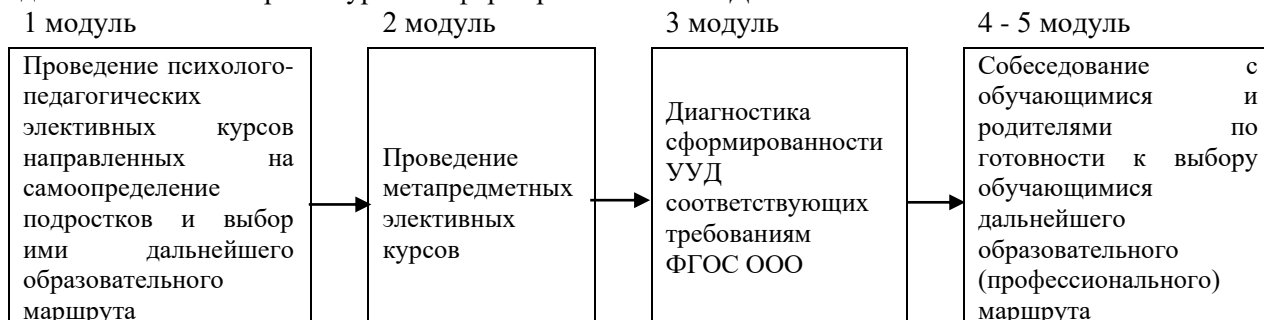 1 модуль
2 модуль
3 модуль
4 - 5 модуль
Проведение психолого-
педагогических
элективных курсов
направленных на
самоопределение
подростков и выбор
ими дальнейшего
образовательного
маршрута
Проведение
метапредметных
элективных
курсов
Диагностика
сформированности
УУД
соответствующих
требованиям
ФГОС ООО
Собеседование с
обучающимися и
родителями по
готовности к выбору
обучающимися
дальнейшего
образовательного
(профессионального)
маршрута